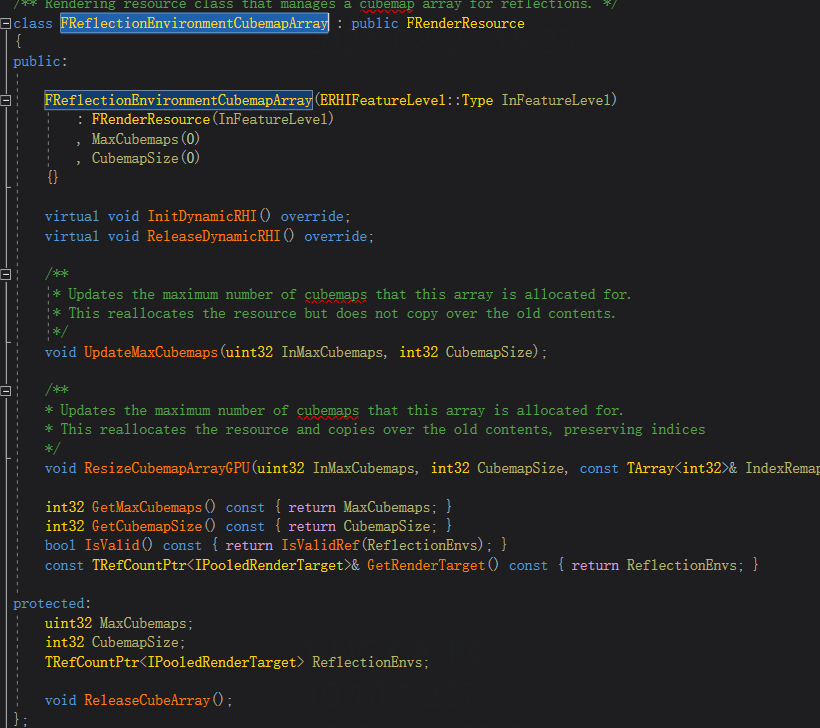 /** Rendering resource class that manages a cubemap array for reflections. */
class FReflectionEnvironmentCubemapArray : public FRenderResource
{
public:
FReflectionEnvironmentCubemapArray(ERHIFeatureLevel::Type InFeatureLevel)
: FRenderResource(InFeatureLevel)
, MaxCubemaps(0)
, CubemapSize(0)
{}
virtual void InitDynamicRHI() override;
virtual void ReleaseDynamicRHI() override;
/**
* Updates the maximum number of cubemaps that this array is allocated for.
* This reallocates the resource but does not copy over the old contents.
*/
void UpdateMaxCubemaps(uint32 InMaxCubemaps, int32 CubemapSize);
/**
* Updates the maximum number of cubemaps that this array is allocated for.
* This reallocates the resource and copies over the old contents, preserving indices
*/
void ResizeCubemapArrayGPU(uint32 InMaxCubemaps, int32 CubemapSize, const TArray<int32>& IndexRemap
int32 GetMaxCubemaps() const { return MaxCubemaps; }
int32 GetCubemapSize() const { return CubemapSize; }
bool IsValid() const { return IsValidRef(ReflectionEnvs); }
const TRefCountPtr<IPooledRenderTarget>& GetRenderTarget() const { return ReflectionEnvs; }
protected:
uint32 MaxCubemaps;
int32 CubemapSize;
TRefCountPtr<IPooledRenderTarget> ReflectionEnvs;
void ReleaseCubeArray();
};